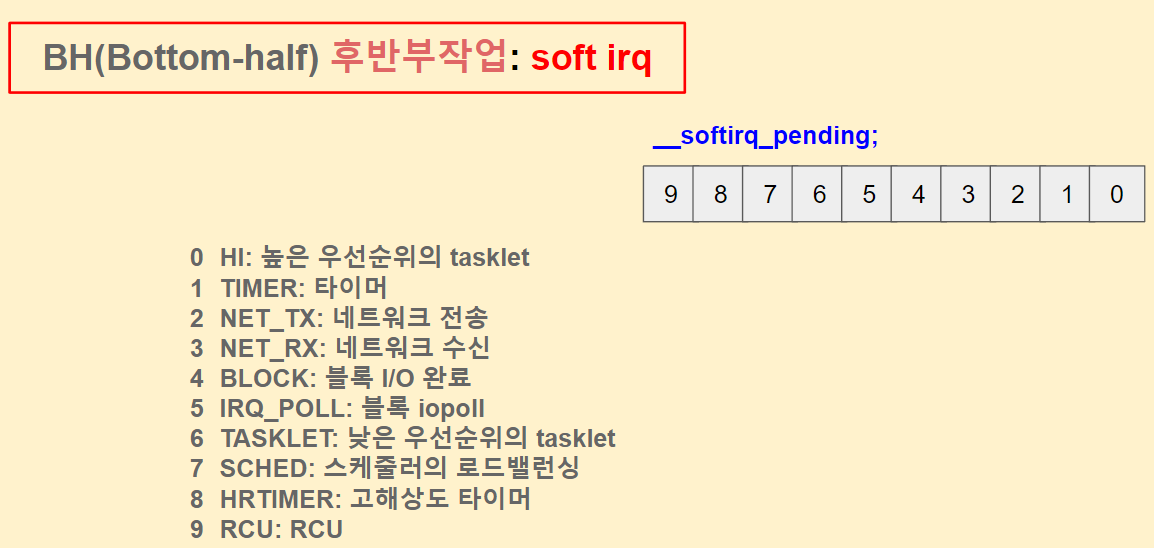 BH(Bottom-half) 후반부작업: soft irq
__softirq_pending;
9 8 7 6 5 4 3 2 1 0
0 HI: 높은 우선순위의 tasklet
1 TIMER: 타이머
2 NET_TX: 네트워크 전송
3 NET_RX: 네트워크 수신
4 BLOCK: 블록 I/O 완료
5 IRQ_POLL: 블록 iopoll
6 TASKLET: 낮은 우선순위의 tasklet
7 SCHED: 스케줄러의 로드밸런싱
8 HRTIMER: 고해상도 타이머
9 RCU: RCU